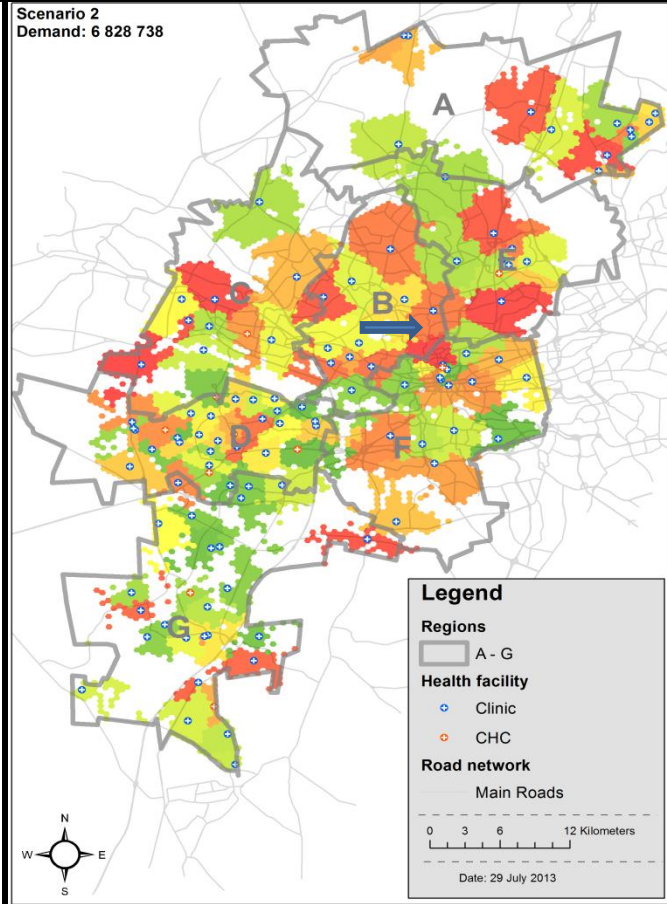 Scenario 2
Demand: 6 828 738
A
B
C
D
E
F
G
Legend
Regions
A - G
Health facility
Clinic
CHC
Road network
Main Roads
0 3 6 12 Kilometers
Date: 29 July 2013
N
W E
S